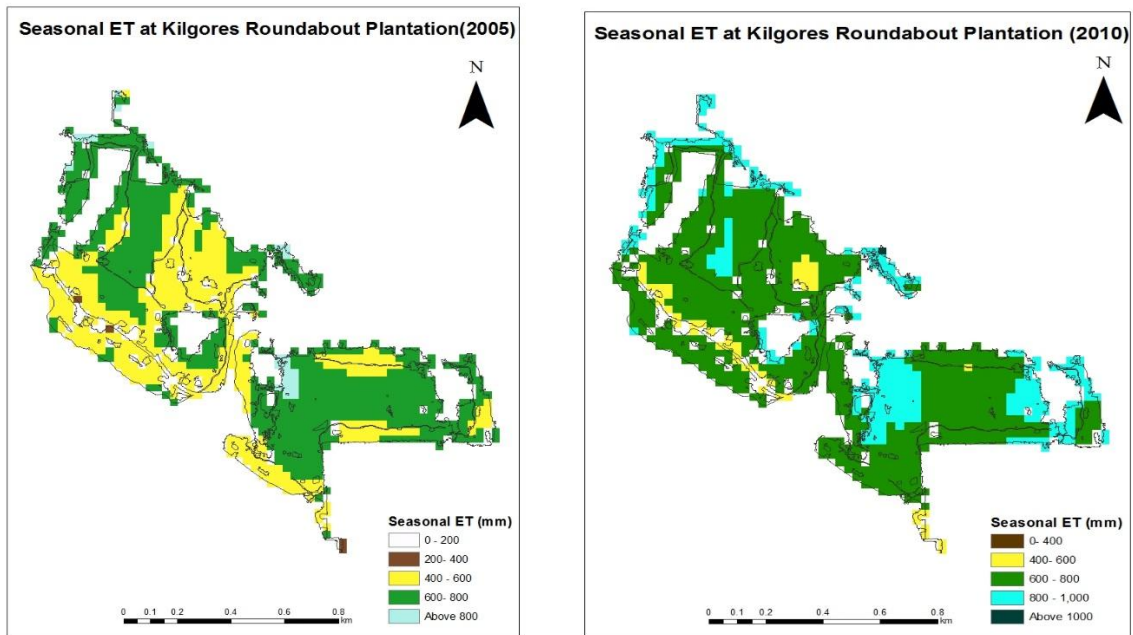 Seasonal ET at Kilgores Roundabout Plantation(2005)
N
Seasonal ET (mm)
0 - 200
200- 400
400 - 600
600- 800
Above 800
0 0.1 0.2 0.4 0.6 0.8
km
Seasonal ET at Kilgores Roundabout Plantation (2010)
N
Seasonal ET (mm)
0- 400
400- 600
600 - 800
800 - 1,000
Above 1000
0 0.1 0.2 0.4 0.6 0.8
km